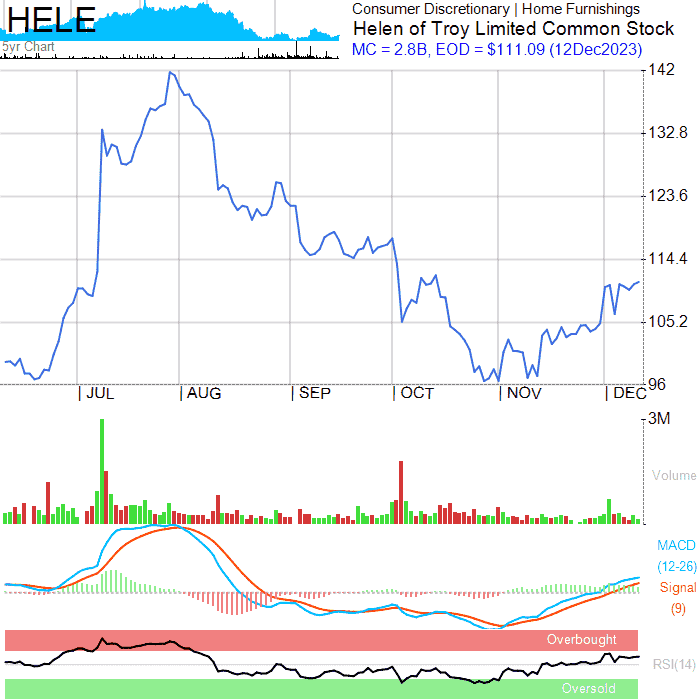 HELE
5yr Chart
Consumer Discretionary | Home Furnishings
Helen of Troy Limited Common Stock
MC = 2.8B, EOD = $111.09 (12Dec2023)
142
132.8
123.6
114.4
105.2
96
JUL AUG SEP OCT NOV DEC
3M
Volume
MACD
(12-26)
Signal
(9)
Overbought
RSI(14)
Oversold